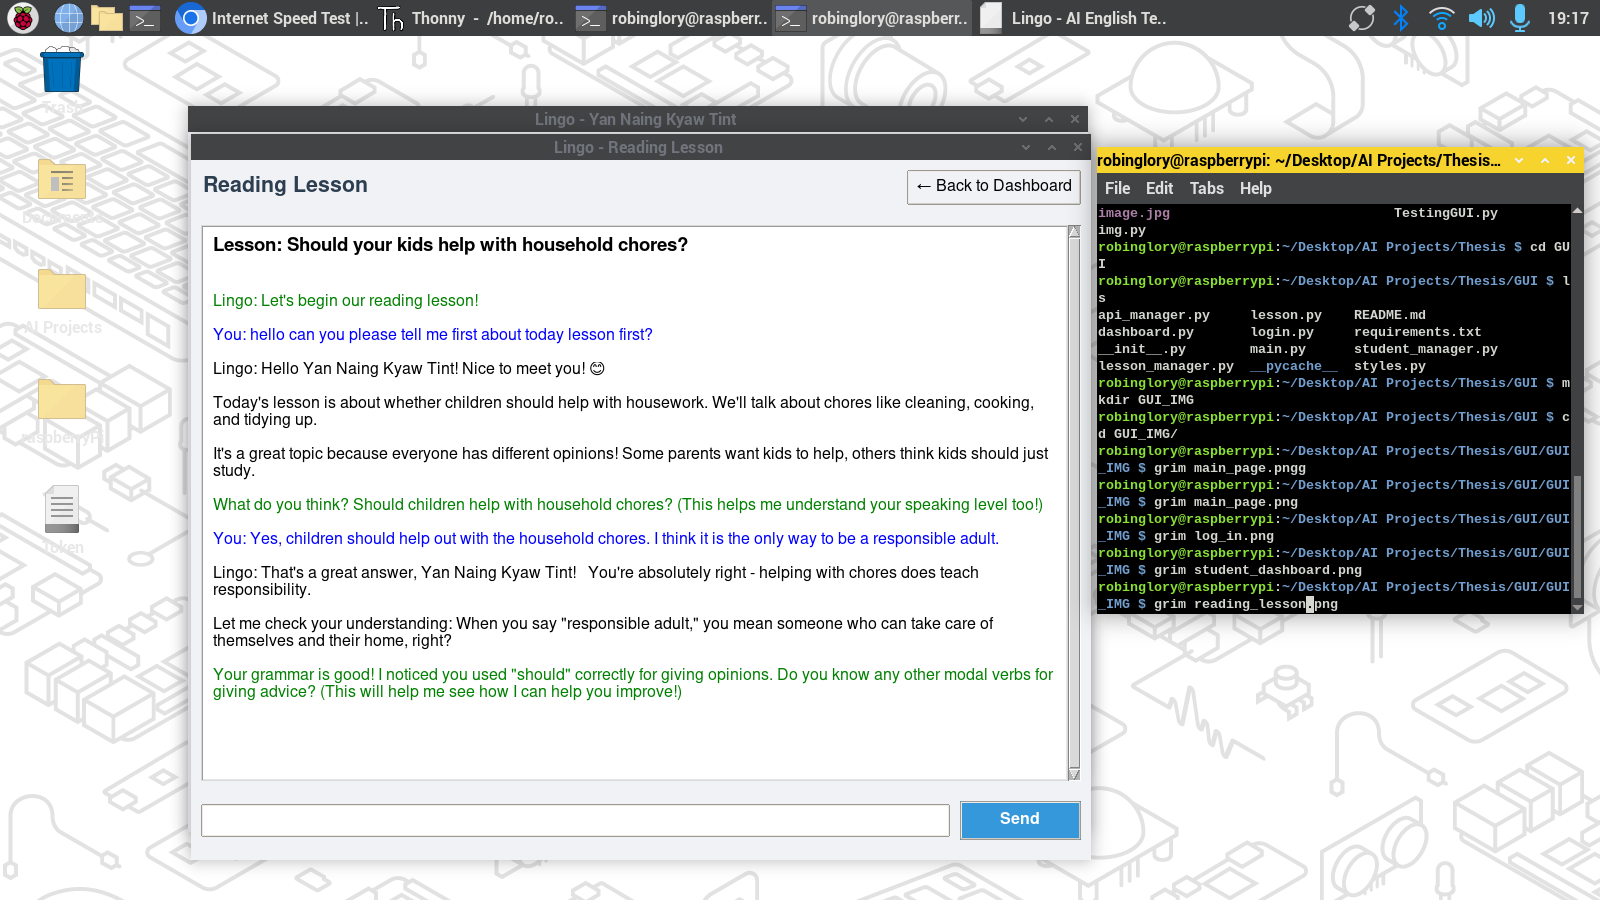 Internet Speed Test |..
Thonny - /home/ro..
robinglory@raspberr..
robinglory@raspberr..
Lingo - AI English Te..
19:17
Trash
Documents
AI Projects
raspberryPi
Token
Lingo - Yan Naing Kyaw Tint
Lingo - Reading Lesson
Reading Lesson
← Back to Dashboard
Lesson: Should your kids help with household chores?
Lingo: Let's begin our reading lesson!
You: hello can you please tell me first about today lesson first?
Lingo: Hello Yan Naing Kyaw Tint! Nice to meet you! 😊
Today's lesson is about whether children should help with housework. We'll talk about chores like cleaning, cooking,
and tidying up.
It's a great topic because everyone has different opinions! Some parents want kids to help, others think kids should just
study.
What do you think? Should children help with household chores? (This helps me understand your speaking level too!)
You: Yes, children should help out with the household chores. I think it is the only way to be a responsible adult.
Lingo: That's a great answer, Yan Naing Kyaw Tint!   You're absolutely right - helping with chores does teach
responsibility.
Let me check your understanding: When you say "responsible adult," you mean someone who can take care of
themselves and their home, right?
Your grammar is good! I noticed you used "should" correctly for giving opinions. Do you know any other modal verbs for
giving advice? (This will help me see how I can help you improve!)
Send
robinglory@raspberrypi: ~/Desktop/AI Projects/Thesis...
File Edit Tabs Help
image.jpg TestingGUI.py
img.py
robinglory@raspberrypi:~/Desktop/AI Projects/Thesis $ cd GU
I
robinglory@raspberrypi:~/Desktop/AI Projects/Thesis/GUI $ l
s
api_manager.py lesson.py README.md
dashboard.py login.py requirements.txt
__init__.py main.py student_manager.py
lesson_manager.py __pycache__ styles.py
robinglory@raspberrypi:~/Desktop/AI Projects/Thesis/GUI $ m
kdir GUI_IMG
robinglory@raspberrypi:~/Desktop/AI Projects/Thesis/GUI $ c
d GUI_IMG/
robinglory@raspberrypi:~/Desktop/AI Projects/Thesis/GUI/GUI
_IMG $ grim main_page.pngg
robinglory@raspberrypi:~/Desktop/AI Projects/Thesis/GUI/GUI
_IMG $ grim main_page.png
robinglory@raspberrypi:~/Desktop/AI Projects/Thesis/GUI/GUI
_IMG $ grim log_in.png
robinglory@raspberrypi:~/Desktop/AI Projects/Thesis/GUI/GUI
_IMG $ grim student_dashboard.png
robinglory@raspberrypi:~/Desktop/AI Projects/Thesis/GUI/GUI
_IMG $ grim reading_lesson.png